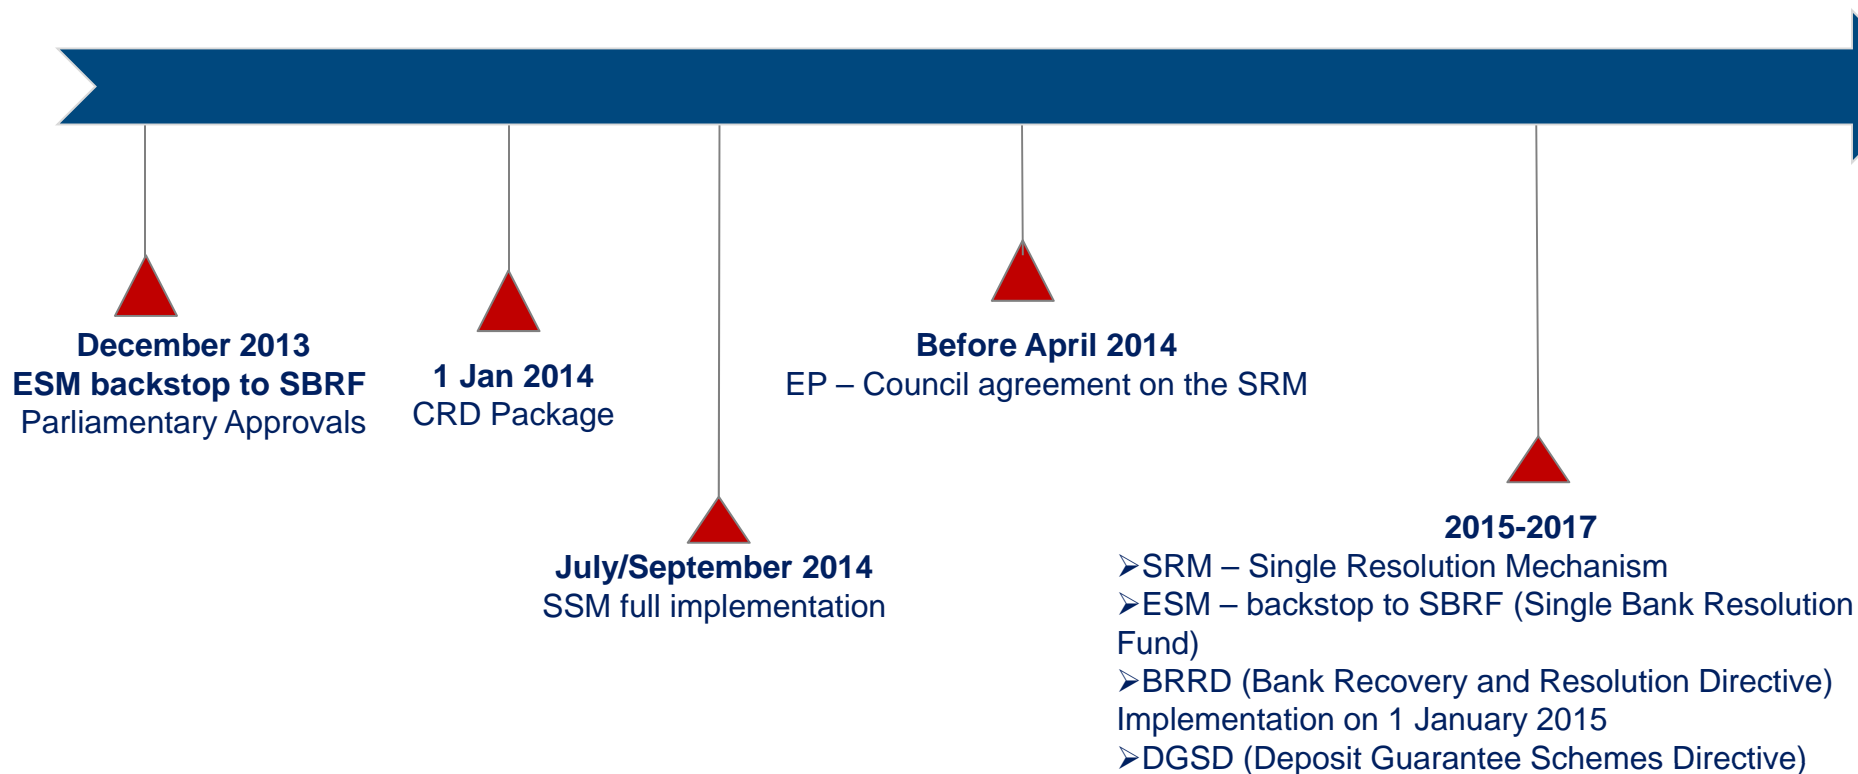 December 2013
ESM backstop to SBRF
Parliamentary Approvals
1 Jan 2014
CRD Package
July/September 2014
SSM full implementation
Before April 2014
EP – Council agreement on the SRM
2015-2017
➢SRM – Single Resolution Mechanism
➢ESM – backstop to SBRF (Single Bank Resolution
Fund)
➢BRRD (Bank Recovery and Resolution Directive)
Implementation on 1 January 2015
➢DGSD (Deposit Guarantee Schemes Directive)